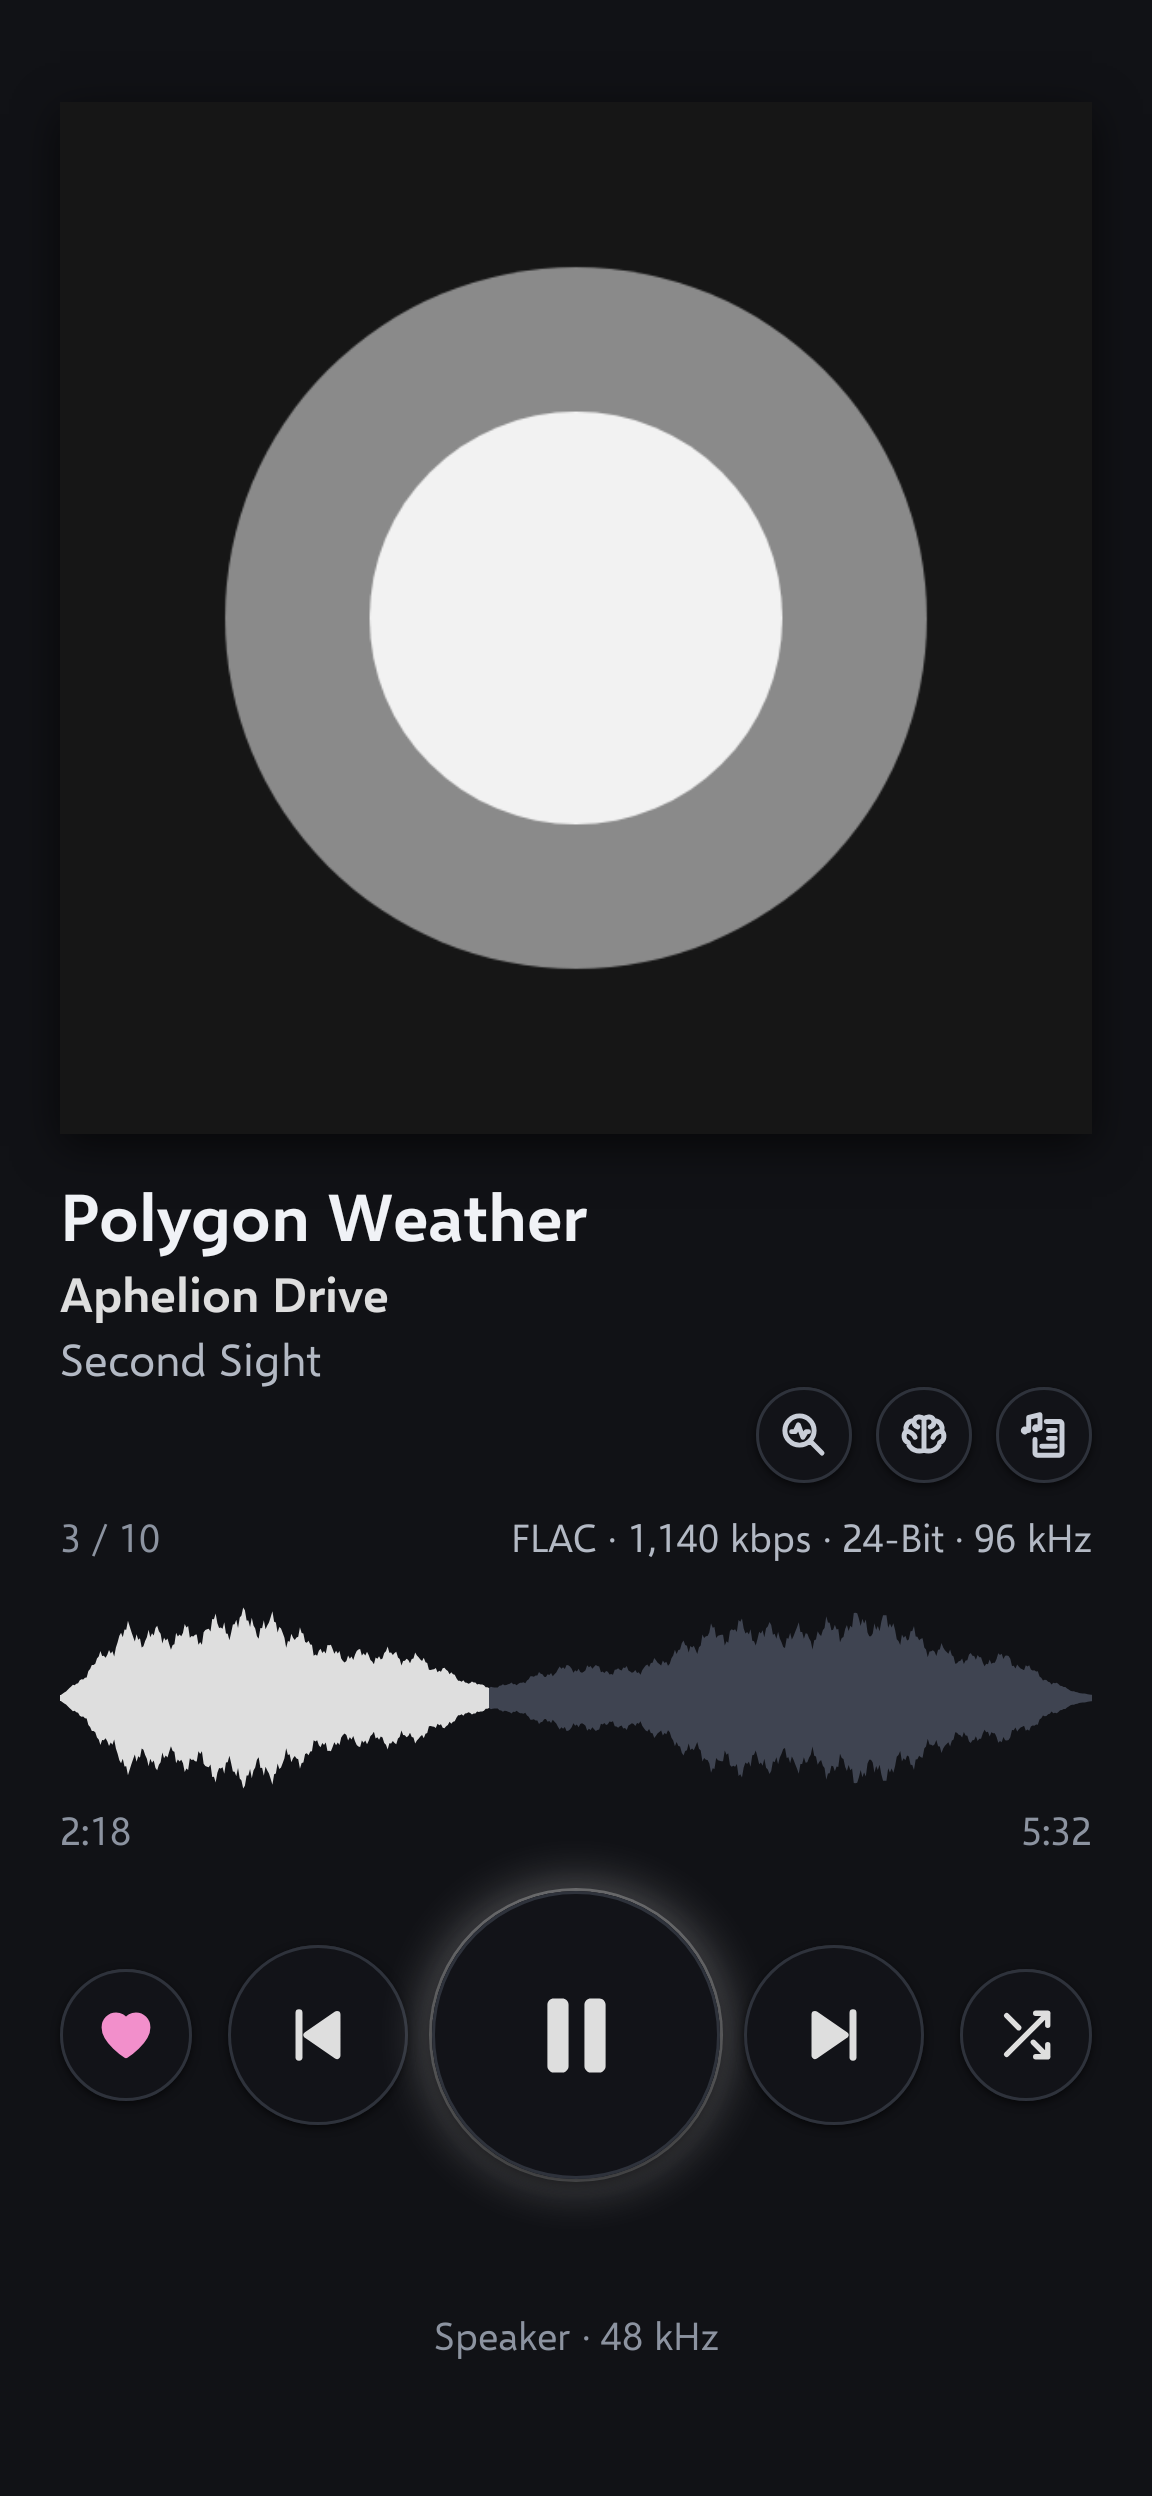 Polygon Weather
Aphelion Drive
Second Sight
3 / 10
FLAC · 1,140 kbps · 24-Bit · 96 kHz
2:18
5:32
Speaker · 48 kHz